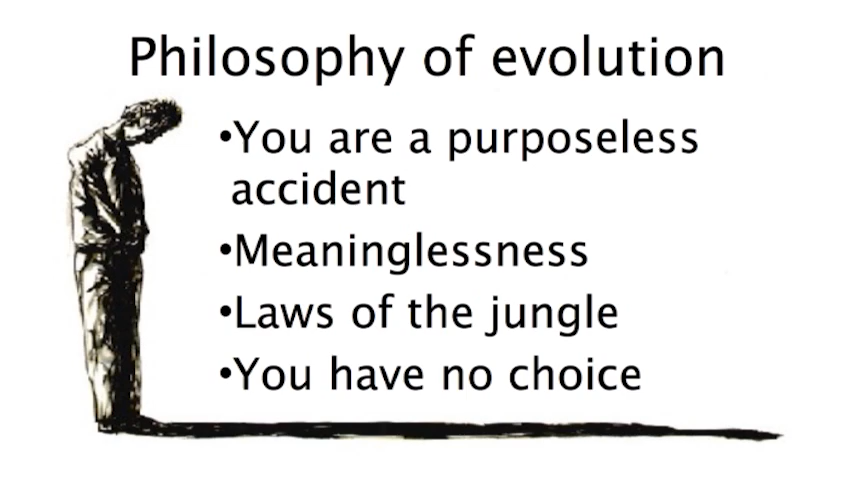 Philosophy of evolution
•You are a purposeless
accident
•Meaninglessness
•Laws of the jungle
•You have no choice